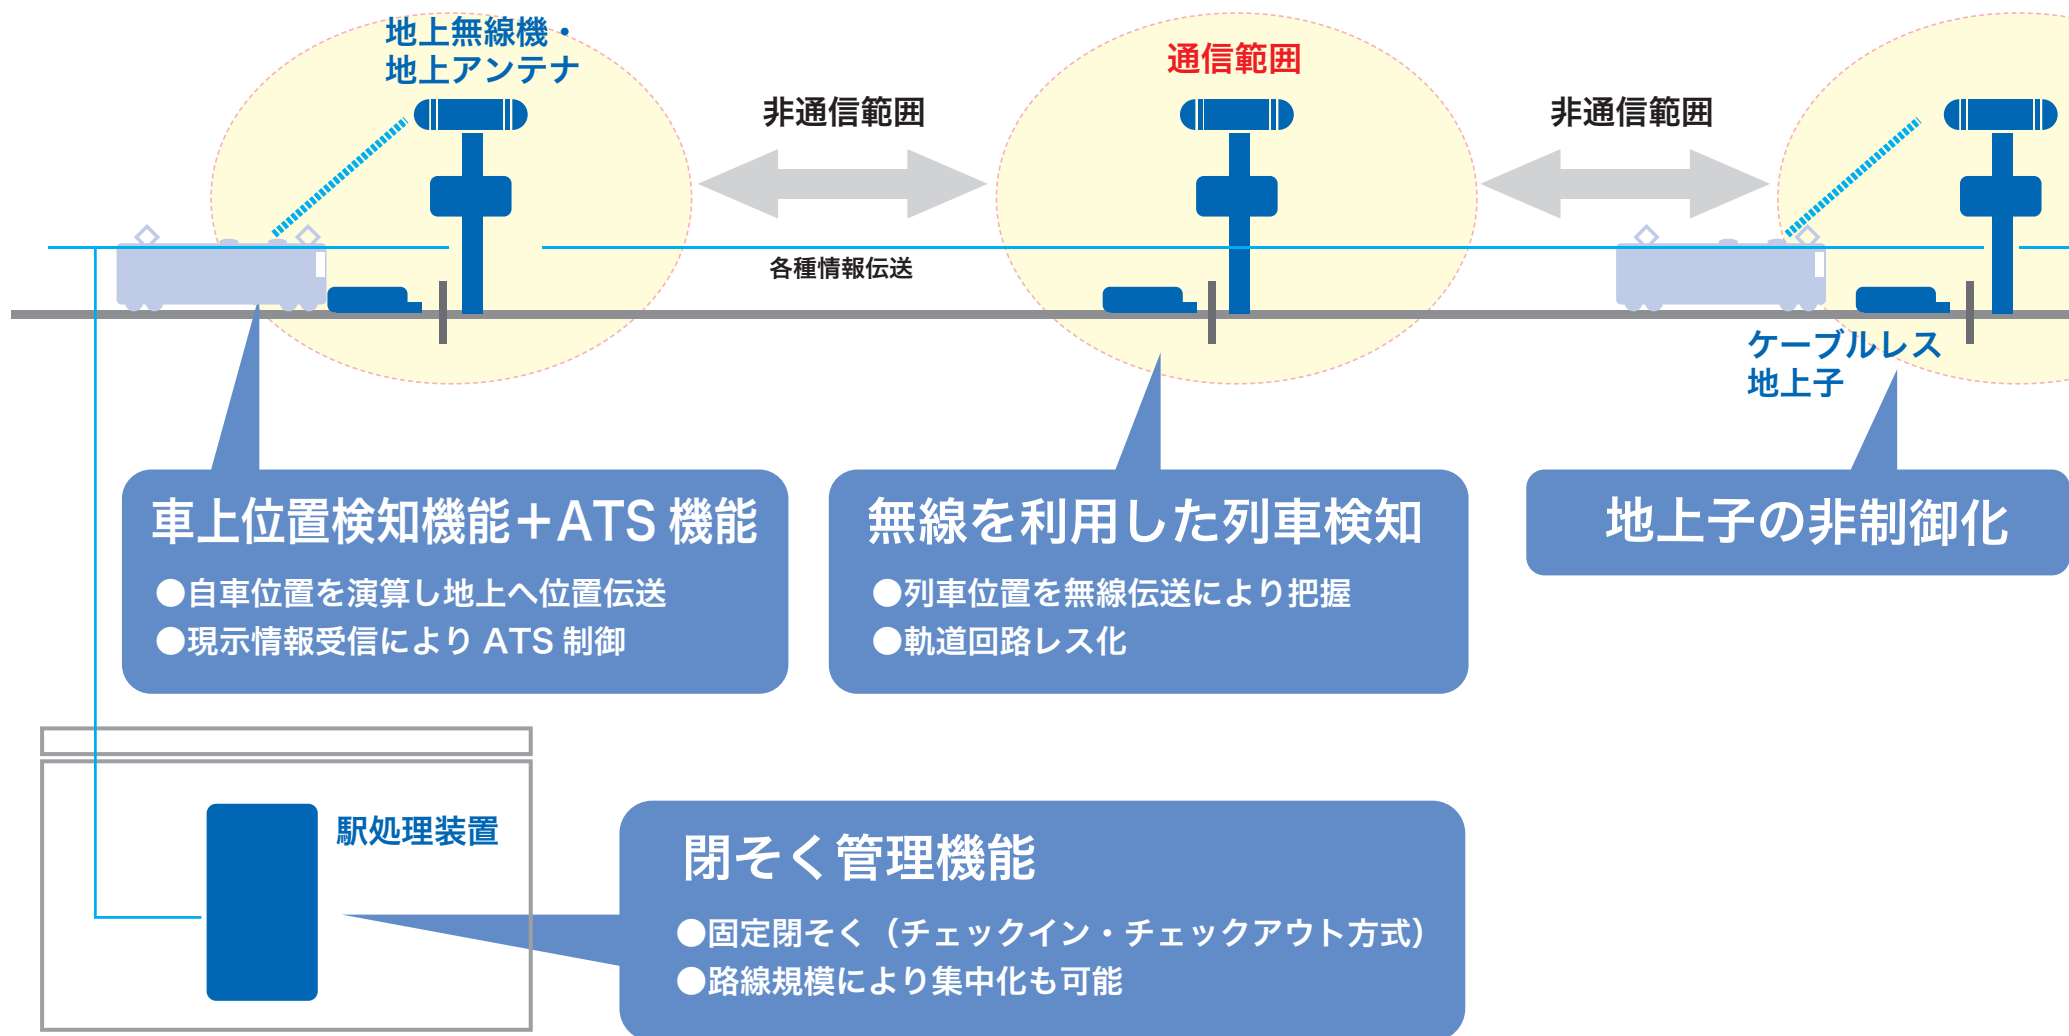 地上無線機・
地上アンテナ
通信範囲
非通信範囲
非通信範囲
各種情報伝送
ケーブルレス
地上子
車上位置検知機能＋ATS 機能
●自車位置を演算し地上へ位置伝送
●現示情報受信により ATS 制御
無線を利用した列車検知
●列車位置を無線伝送により把握
●軌道回路レス化
地上子の非制御化
駅処理装置
閉そく管理機能
●固定閉そく（チェックイン・チェックアウト方式）
●路線規模により集中化も可能